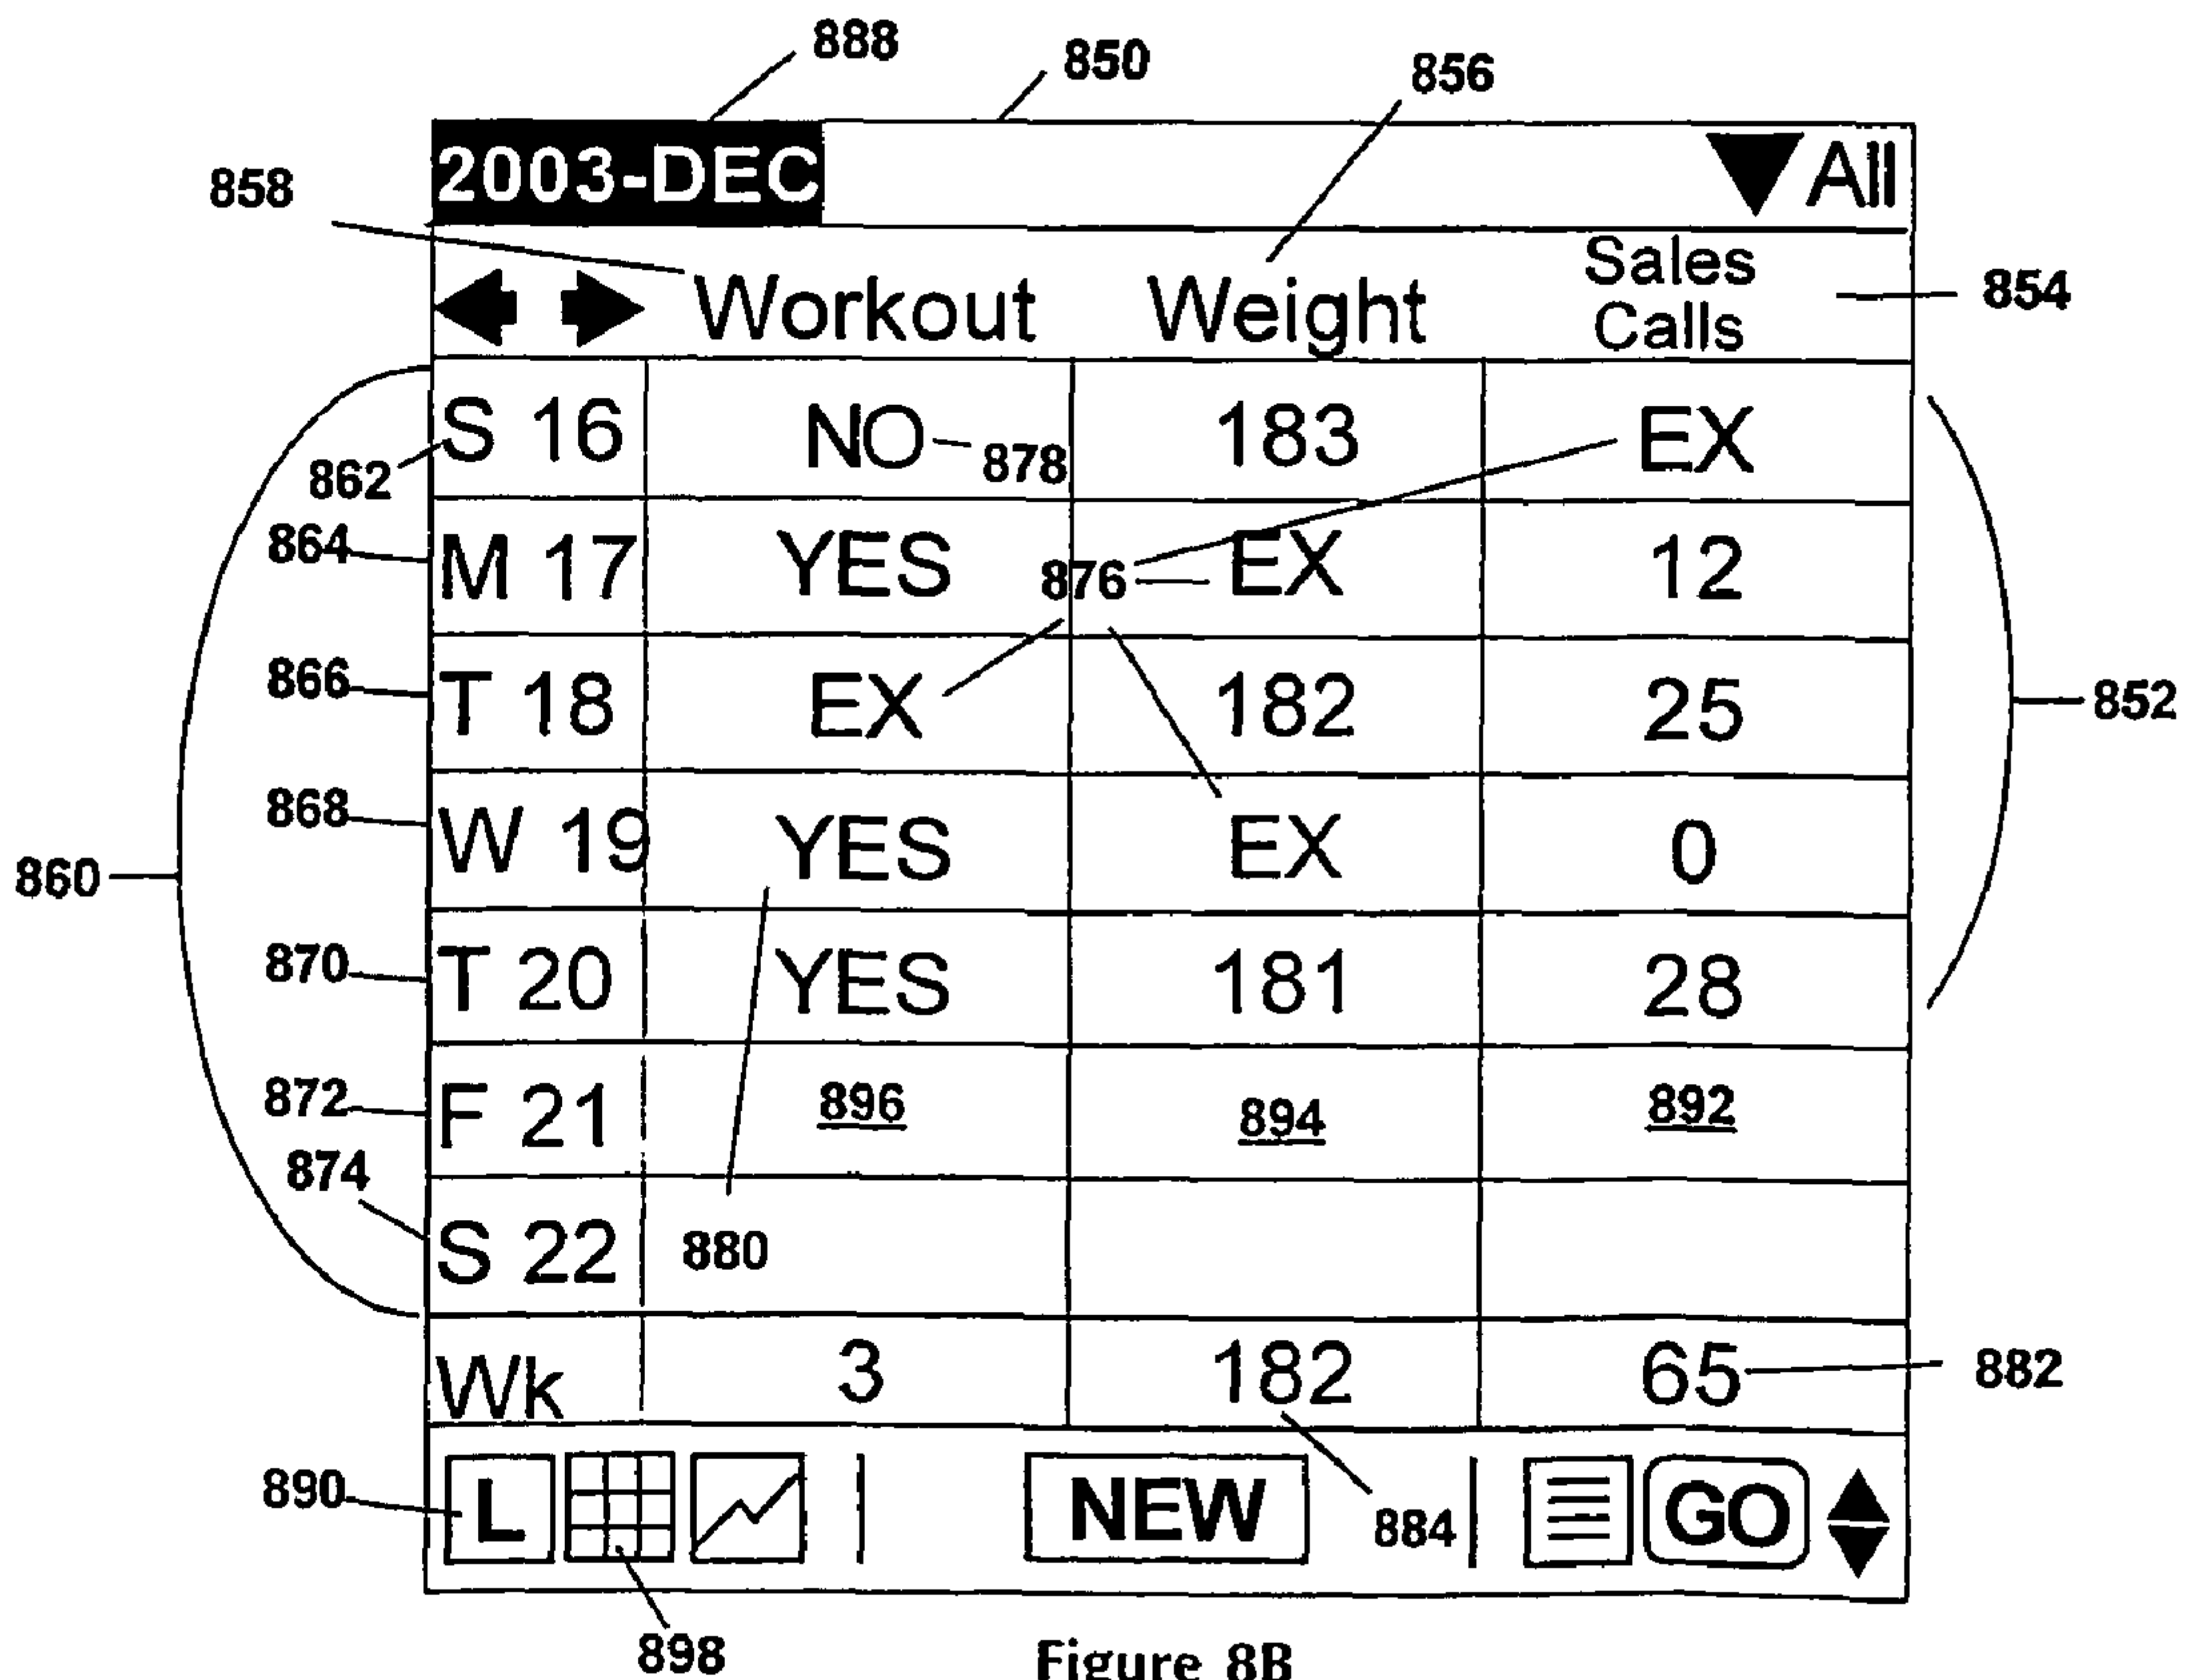 888
850
856
2003-DEC
All
858
Workout
Weight
Sales
Calls
854
S 16 NO 183 EX
862
878
864 M 17 YES EX 12
876
866 T 18 EX 182 25
852
868 W 19 YES EX 0
860
870 T 20 YES 181 28
872 F 21 896 894 892
874
S 22
880
Wk 3 182 65
882
890 L NEW GO
884
898
Figure 8B